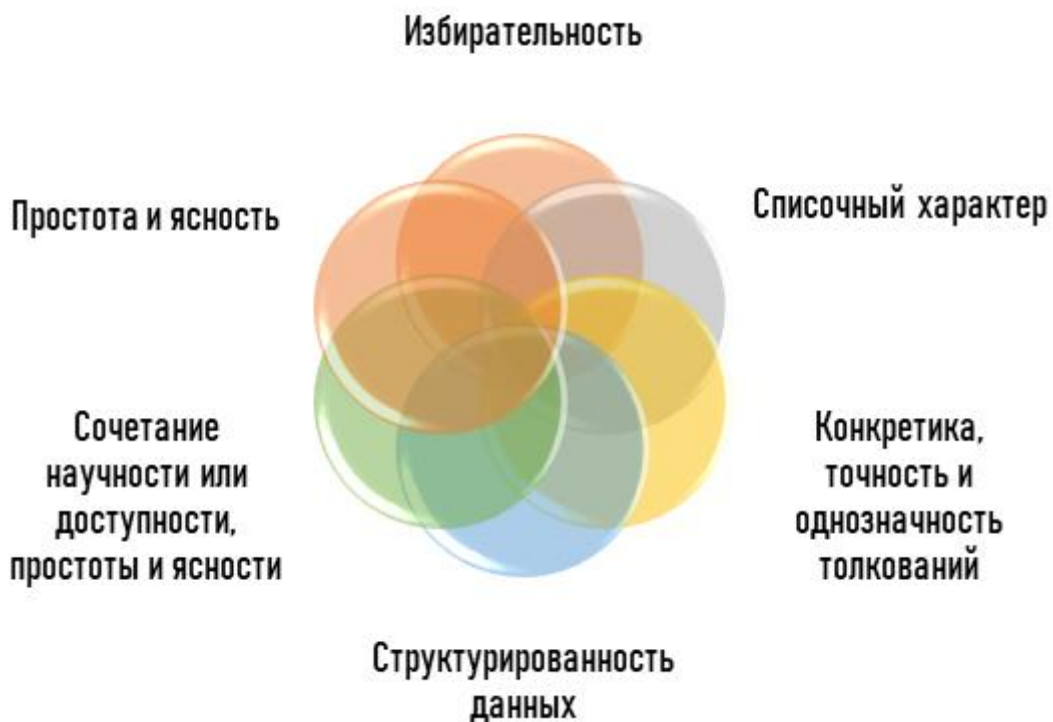 Избирательность
Простота и ясность
Списочный характер
Сочетание
научности или
доступности,
простоты и ясности
Конкретика,
точность и
однозначность
толкований
Структурированность
данных